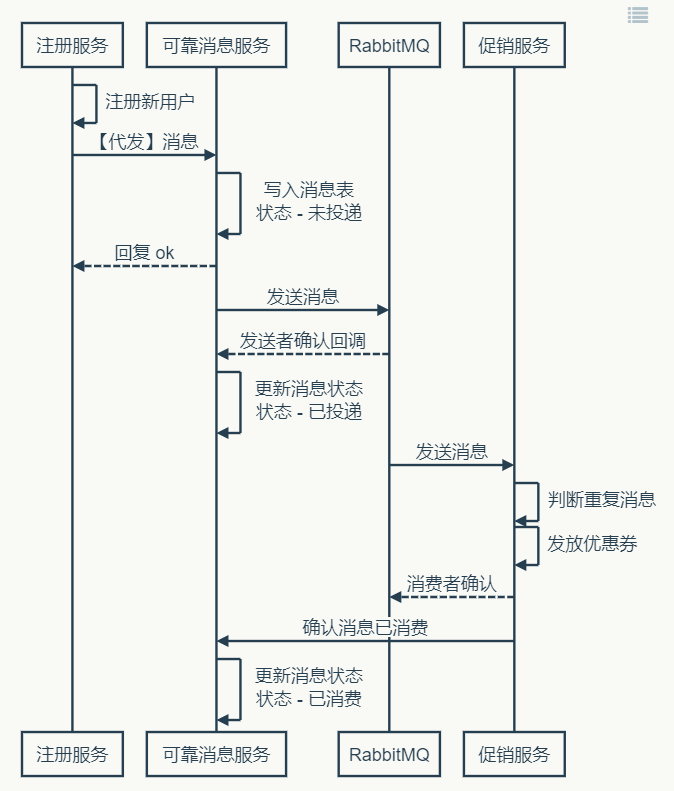 注册服务
可靠消息服务
RabbitMQ
促销服务
注册新用户
【代发】消息
写入消息表
状态 - 未投递
回复 ok
发送消息
发送者确认回调
更新消息状态
状态 - 已投递
发送消息
判断重复消息
发放优惠券
消费者确认
确认消息已消费
更新消息状态
状态 - 已消费
注册服务
可靠消息服务
RabbitMQ
促销服务